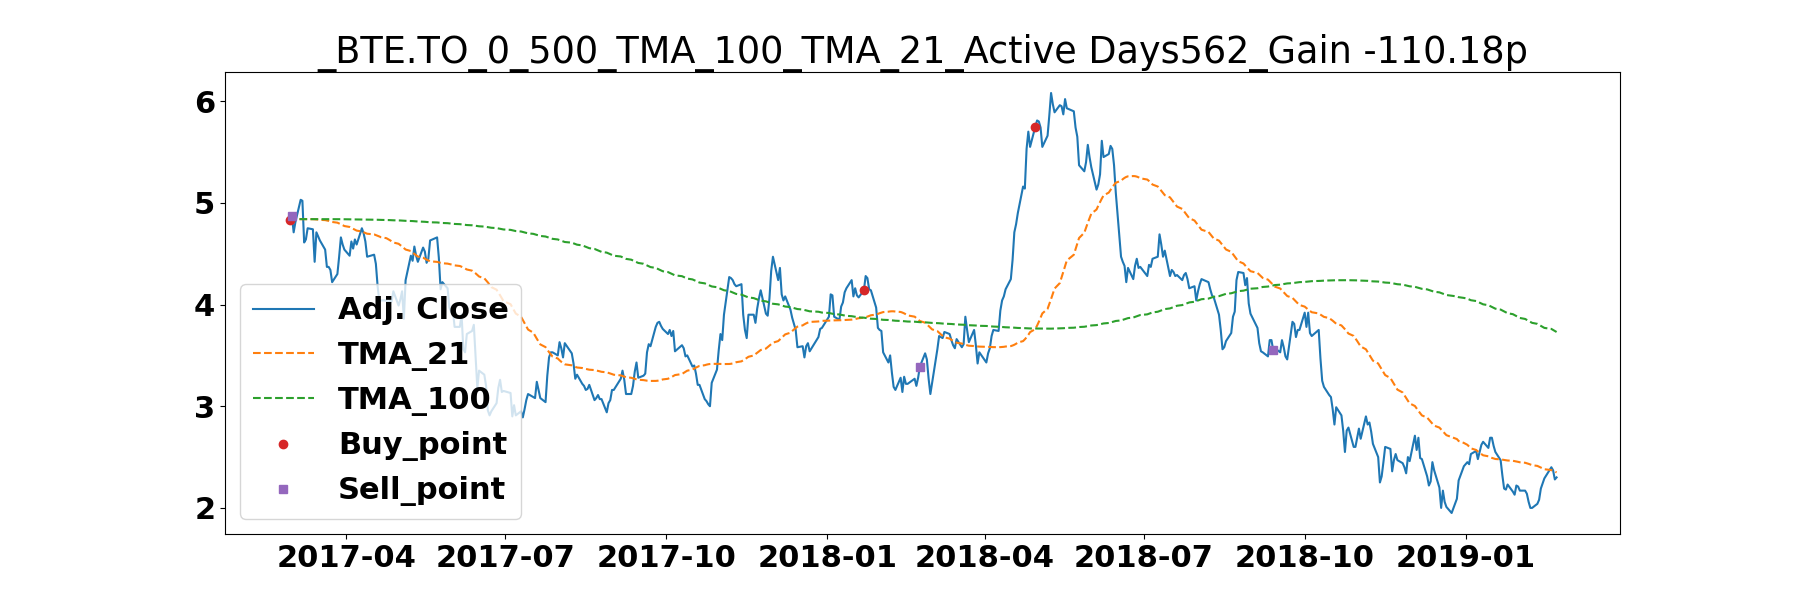 _BTE.TO_0_500_TMA_100_TMA_21_Active Days562_Gain -110.18p
6
5
4
3
2
Adj. Close
TMA_21
TMA_100
Buy_point
Sell_point
2017-04 2017-07 2017-10 2018-01 2018-04 2018-07 2018-10 2019-01